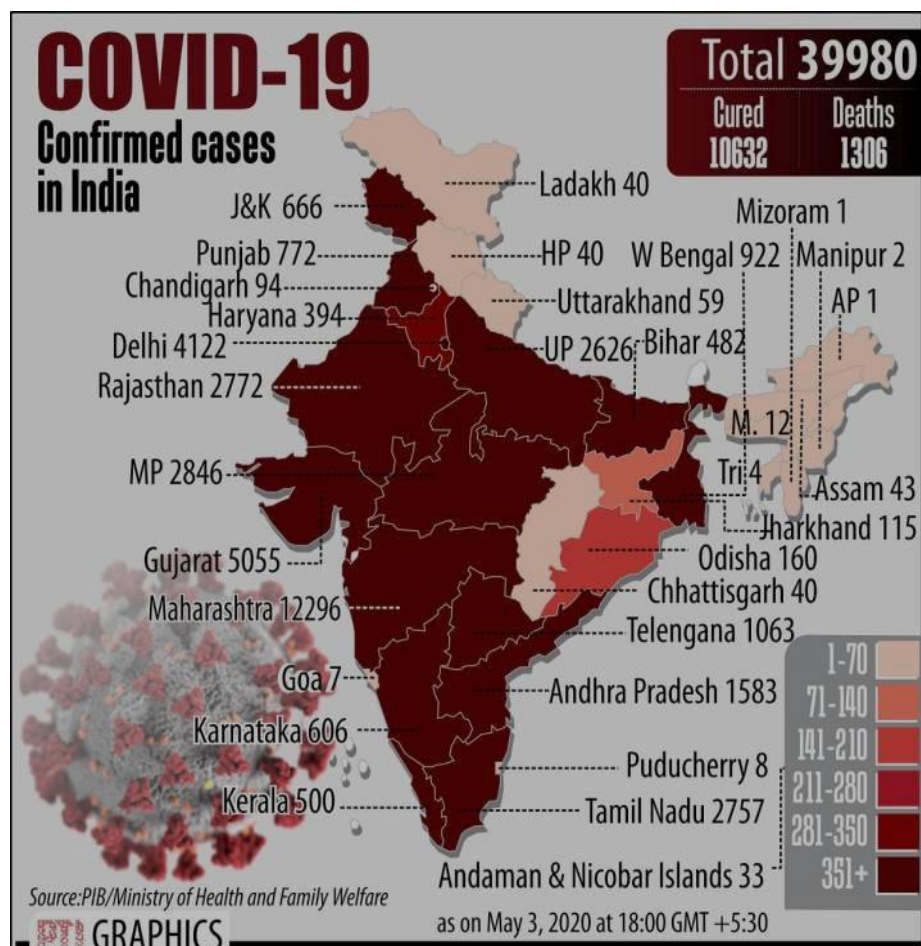 COVID-19
Confirmed cases
in India
Total 39980
Cured Deaths
10632 1306
Ladakh 40
J&K 666
Mizoram 1
Punjab 772
HP 40
W Bengal 922
Manipur 2
Chandigarh 94
Uttarakhand 59
AP 1
Haryana 394
Delhi 4122
UP 2626
Bihar 482
Rajasthan 2772
M. 12
MP 2846
Tri 4
Assam 43
Jharkhand 115
Gujarat 5055
Odisha 160
Chhattisgarh 40
Maharashtra 12296
Telengana 1063
Goa 7
Andhra Pradesh 1583
Karnataka 606
Puducherry 8
Kerala 500
Tamil Nadu 2757
Andaman & Nicobar Islands 33
1-70
71-140
141-210
211-280
281-350
351+
Source:PIB/Ministry of Health and Family Welfare
as on May 3, 2020 at 18:00 GMT +5:30
PTI GRAPHICS